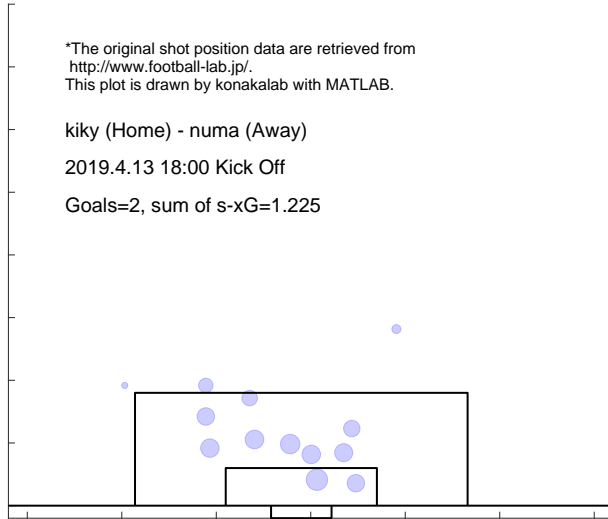 *The original shot position data are retrieved from
http://www.football-lab.jp/.
This plot is drawn by konakalab with MATLAB.
kiky (Home) - numa (Away)
2019.4.13 18:00 Kick Off
Goals=2, sum of s-xG=1.225